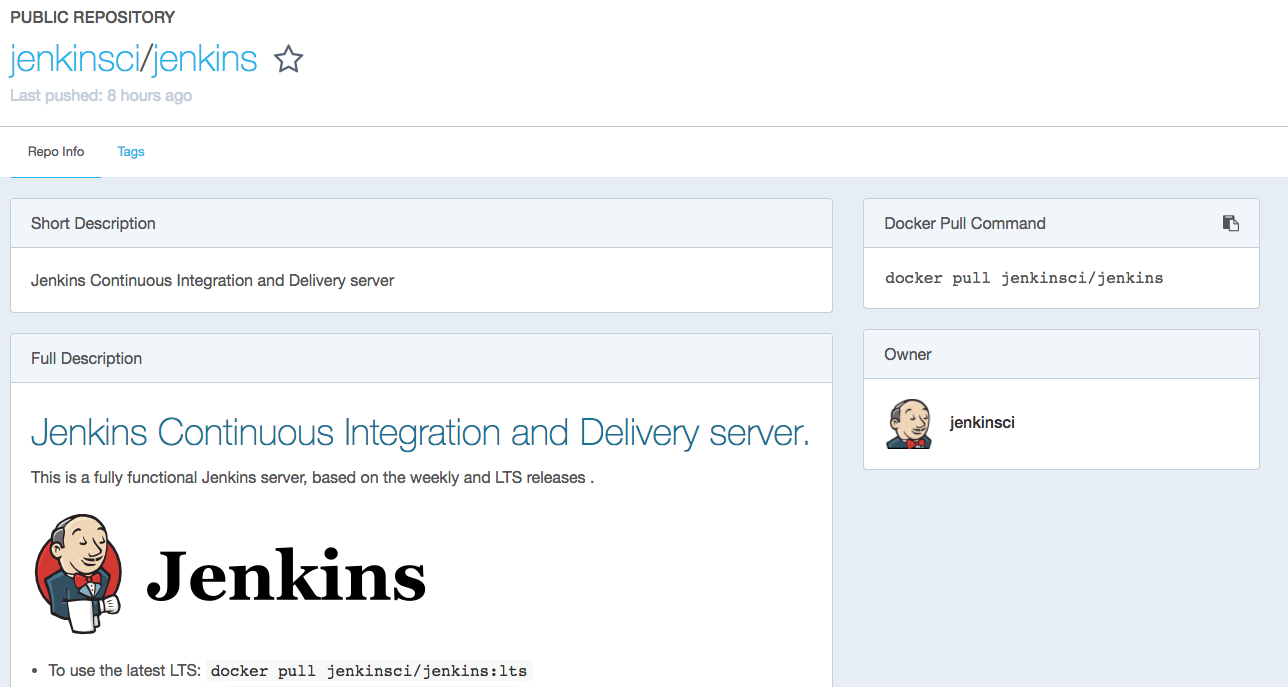 PUBLIC REPOSITORY
jenkinsci/jenkins
Last pushed: 8 hours ago
Repo Info
Tags
Short Description
Jenkins Continuous Integration and Delivery server
Docker Pull Command
docker pull jenkinsci/jenkins
Owner
jenkinsci
Full Description
Jenkins Continuous Integration and Delivery server.
This is a fully functional Jenkins server, based on the weekly and LTS releases .
Jenkins
• To use the latest LTS: docker pull jenkinsci/jenkins:lts